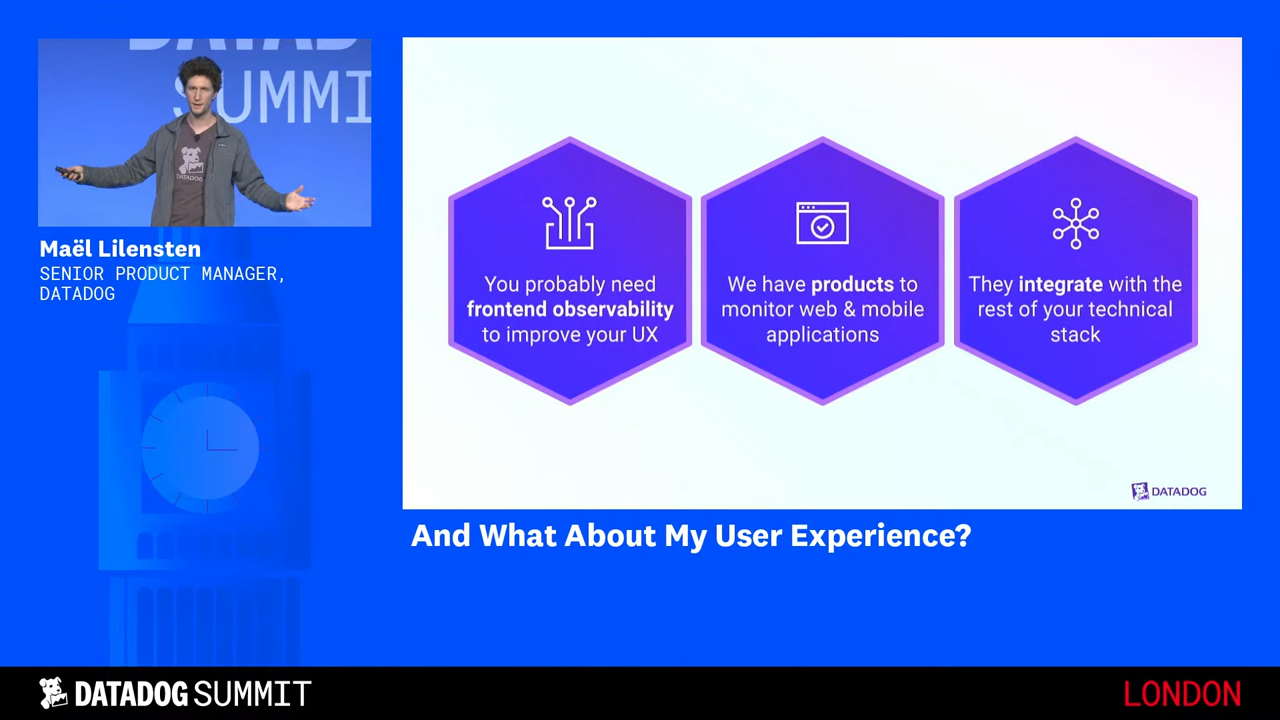 DATAD
SUMMI
DATADOG
Maël Lilensten
SENIOR PRODUCT MANAGER,
DATADOG
You probably need
frontend observability
to improve your UX
We have products to
monitor web & mobile
applications
They integrate with the
rest of your technical
stack
DATADOG
And What About My User Experience?
DATADOG SUMMIT
LONDON